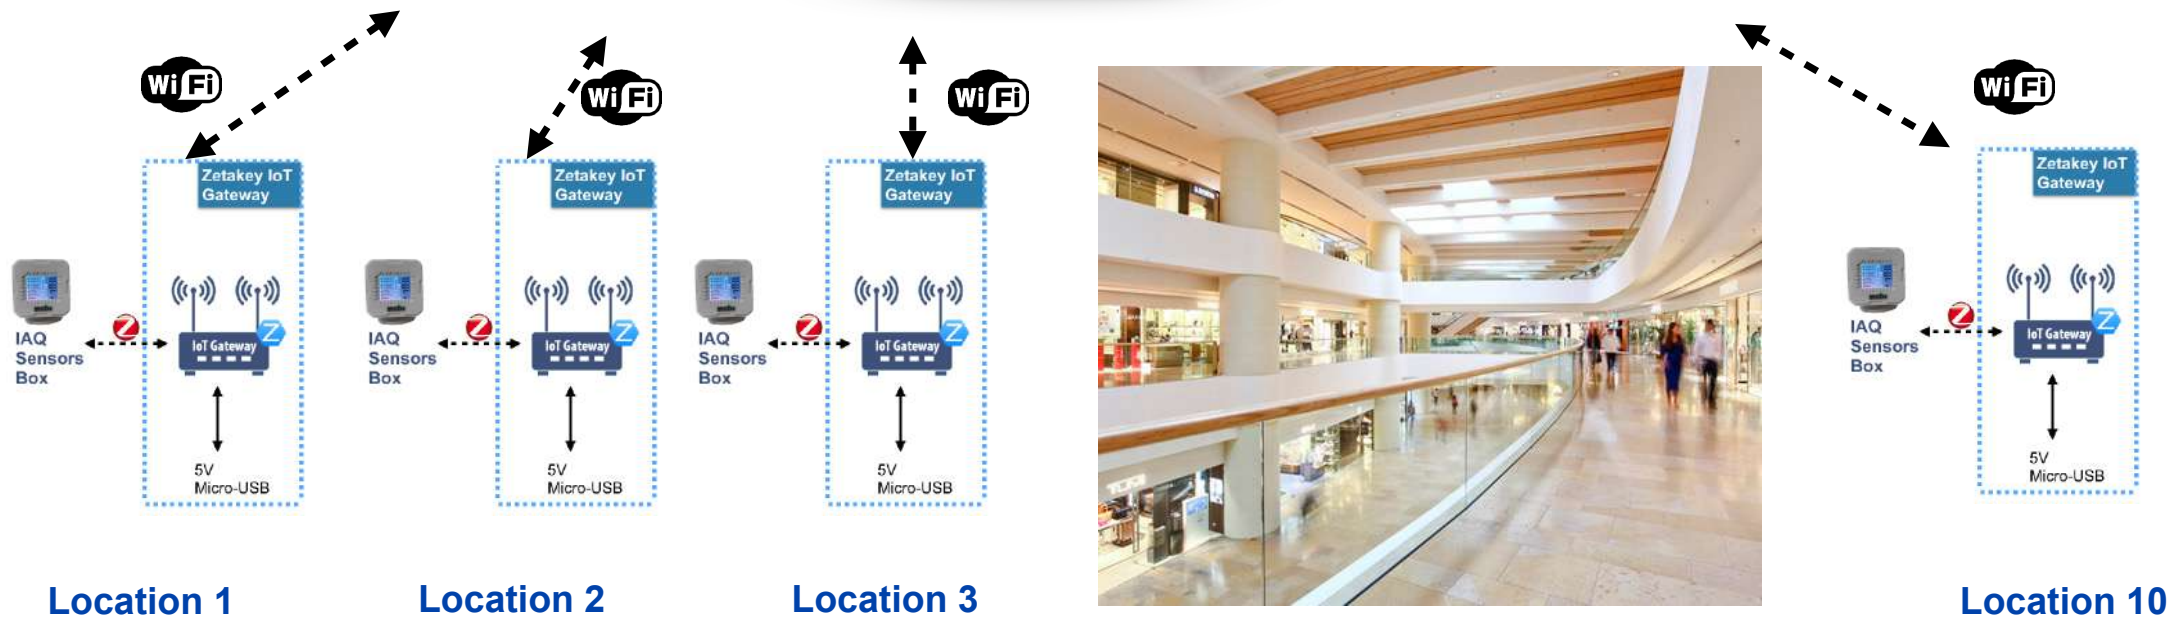 WiFi
WiFi
WiFi
WiFi
Zetakey IoT
Gateway
Zetakey IoT
Gateway
Zetakey IoT
Gateway
Zetakey IoT
Gateway
IAQ
Sensors
Box
Z
IoT Gateway
Z
IAQ
Sensors
Box
Z
IoT Gateway
Z
IAQ
Sensors
Box
Z
IoT Gateway
Z
IAQ
Sensors
Box
Z
IoT Gateway
Z
5V
Micro-USB
5V
Micro-USB
5V
Micro-USB
5V
Micro-USB
Location 1
Location 2
Location 3
Location 10